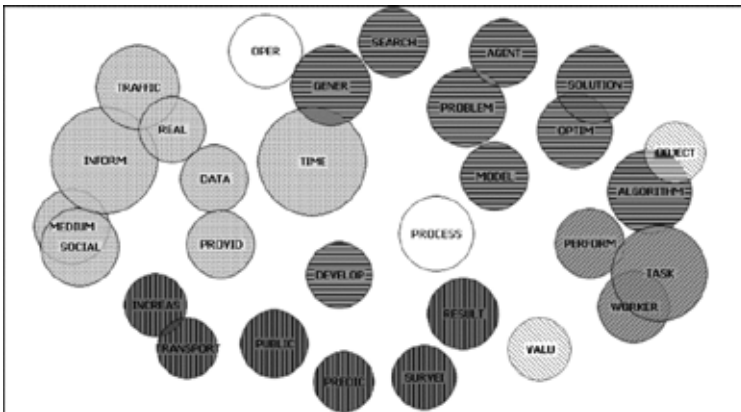 OPER
SEARCH
AGENT
TRAFFIC
GENER
SOLUTION
PROBLEM
REAL
OPTIM
INFORM
TIME
OBJECT
DATA
MODEL
ALGORITHM
MEDIUM
SOCIAL
PROVID
PROCESS
PERFORM
DEVELOP
TASK
INCREAS
RESULT
WORKER
TRANSPORT
PUBLIC
VALU
PREDIC
SURVEI